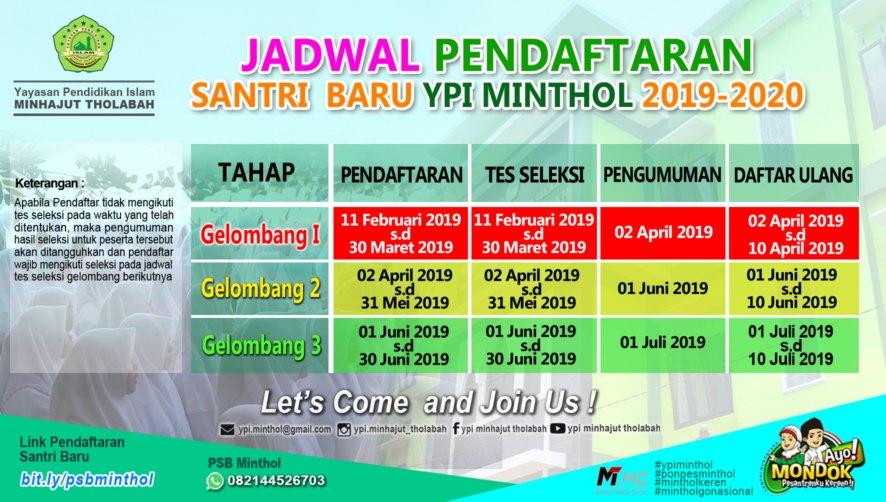 JADWAL PENDAFTARAN
SANTRI BARU YPI MINTHOL 2019-2020
ISLAM
Yayasan Pendidikan Islam
MINHAJUT THOLABAH
Keterangan :
Apabila Pendaftar tidak mengikuti
tes seleksi pada waktu yang telah
ditentukan, maka pengumuman
hasil seleksi untuk peserta tersebut
akan ditangguhkan dan pendaftar
wajib mengikuti seleksi pada jadwal
tes seleksi gelombang berikutnya
TAHAP PENDAFTARAN TES SELEKSI PENGUMUMAN DAFTAR ULANG
Gelombang I 11 Februari 2019 s.d 30 Maret 2019 11 Februari 2019 s.d 30 Maret 2019 02 April 2019 02 April 2019 s.d 10 April 2019
Gelombang 2 02 April 2019 s.d 31 Mei 2019 02 April 2019 s.d 31 Mei 2019 01 Juni 2019 01 Juni 2019 s.d 10 Juni 2019
Gelombang 3 01 Juni 2019 s.d 30 Juni 2019 01 Juni 2019 s.d 30 Juni 2019 01 Juli 2019 01 Juli 2019 s.d 10 Juli 2019
Let's Come and Join Us !
ypi.minthol@gmail.com ypi.minhajut_tholabah ypi minhajut tholabah ypi minhajut tholabah
Link Pendaftaran
Santri Baru
bit.ly/psbminthol
PSB Minthol
082144526703
MMC
#ypiminthol
#ponpesminthol
#mintholkeren
#mintholgonasional
Ayo!
MONDOK
Pesantrenku Kereen!!